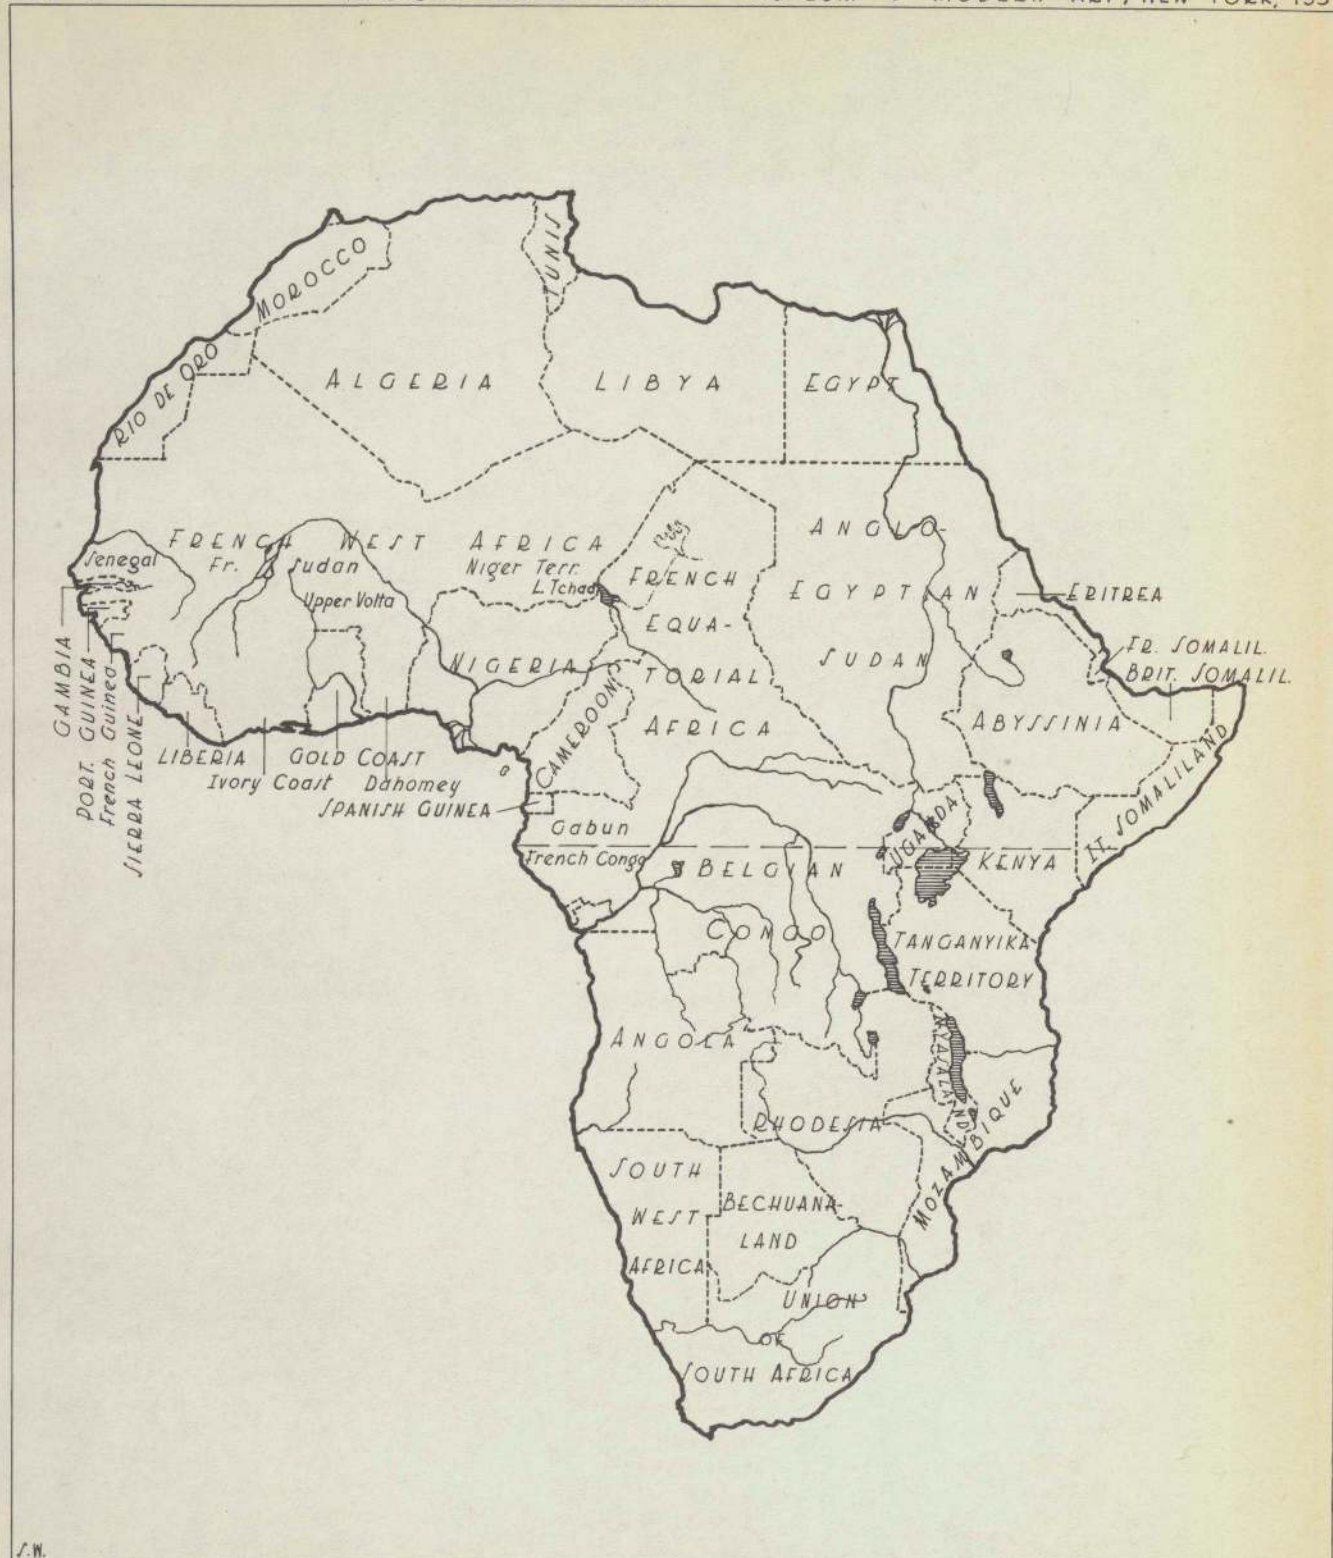 MODERN ART, NEW YORK, 193
MOROCCO
TUNIS
RIO DE ORO
ALGERIA
LIBYA
EGYPT
FRENCH WEST AFRICA
Senegal
Fr. Sudan
Niger Terr.
L. Tchad
Upper Volta
FRENCH
EQUA-
TORIAL
AFRICA
ANGLO-
EGYPTIAN
SUDAN
ERITREA
FR. SOMALIL.
BRIT. SOMALIL.
ABYSSINIA
IT. SOMALILAND
GAMBIA
PORT. GUINEA
French Guinea
SIERRA LEONE
LIBERIA
Ivory Coast
GOLD COAST
Dahomey
NIGERIA
CAMEROON
SPANISH GUINEA
Gabun
French Congo
BELGIAN
CONGO
UGANDA
KENYA
TANGANYIKA
TERRITORY
ANGOLA
RHODESIA
NYASALAND
MOZAMBIQUE
SOUTH
WEST
AFRICA
BECHUANA-
LAND
UNION
OF
SOUTH AFRICA
S.W.